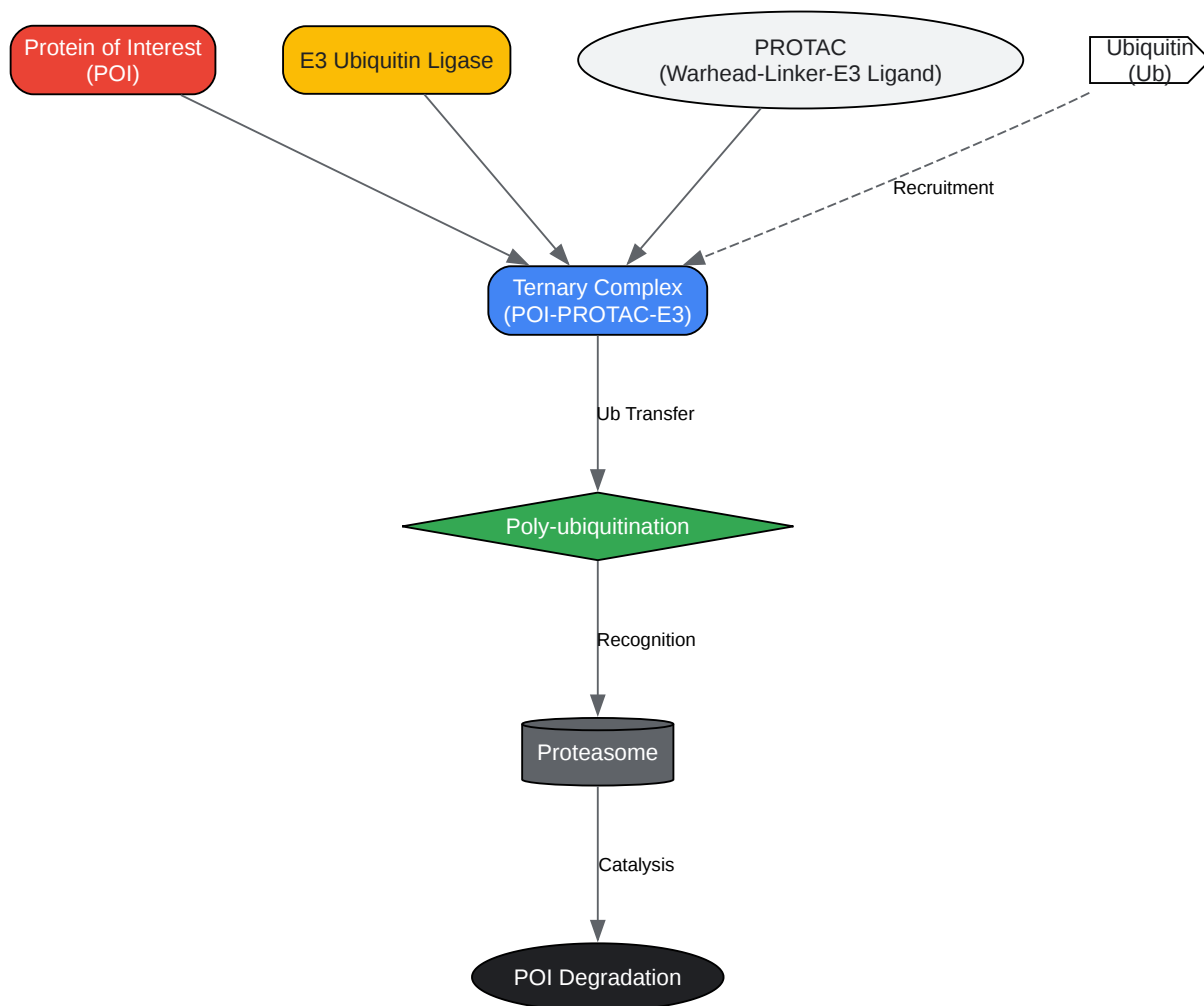 Protein of Interest
(POI)
E3 Ubiquitin Ligase
PROTAC
(Warhead-Linker-E3 Ligand)
Ubiquitin
(Ub)
Recruitment
Ternary Complex
(POI-PROTAC-E3)
Ub Transfer
Poly-ubiquitination
Recognition
Proteasome
Catalysis
POI Degradation